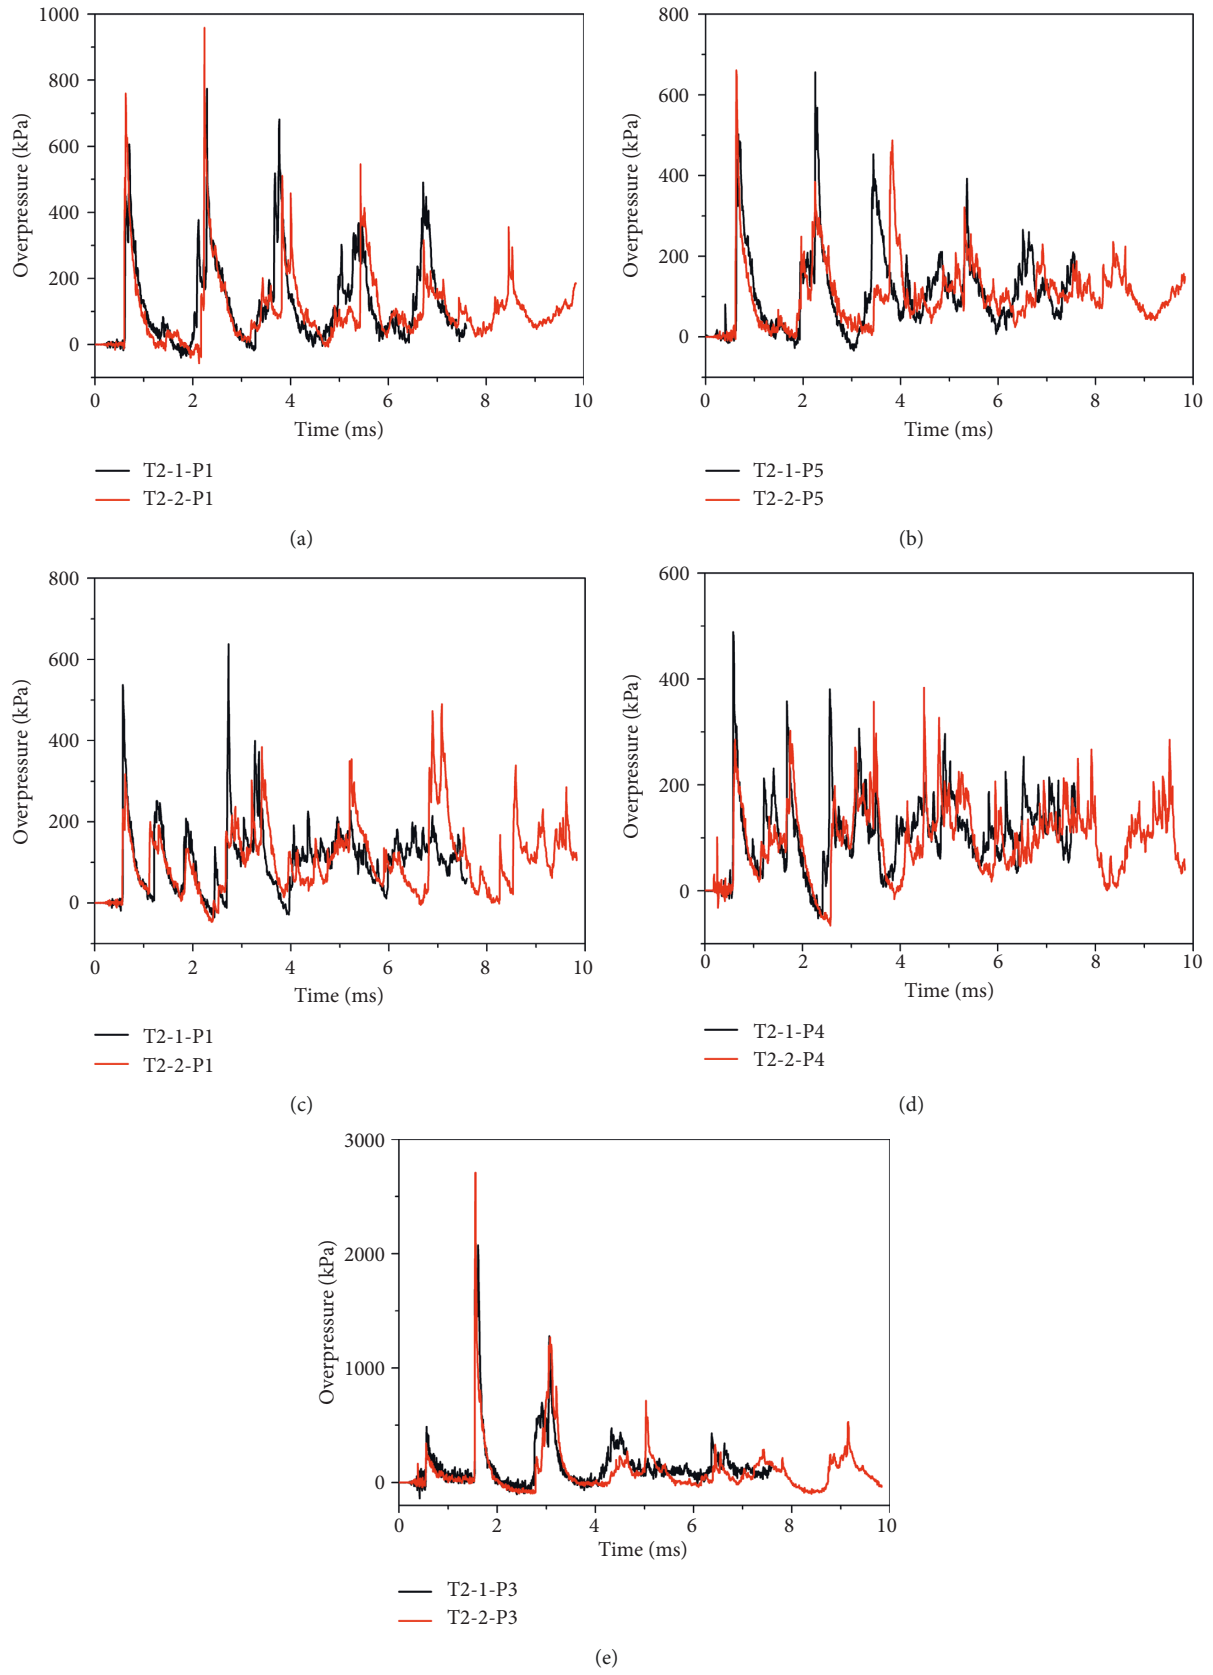 1000
800
600
400
200
0
Overpressure (kPa)
0 2 4 6 8 10
Time (ms)
T2-1-P1
T2-2-P1
(a)
800
600
400
200
0
Overpressure (kPa)
0 2 4 6 8 10
Time (ms)
T2-1-P5
T2-2-P5
(b)
800
600
400
200
0
Overpressure (kPa)
0 2 4 6 8 10
Time (ms)
T2-1-P1
T2-2-P1
(c)
600
400
200
0
Overpressure (kPa)
0 2 4 6 8 10
Time (ms)
T2-1-P4
T2-2-P4
(d)
3000
2000
1000
0
Overpressure (kPa)
0 2 4 6 8 10
Time (ms)
T2-1-P3
T2-2-P3
(e)